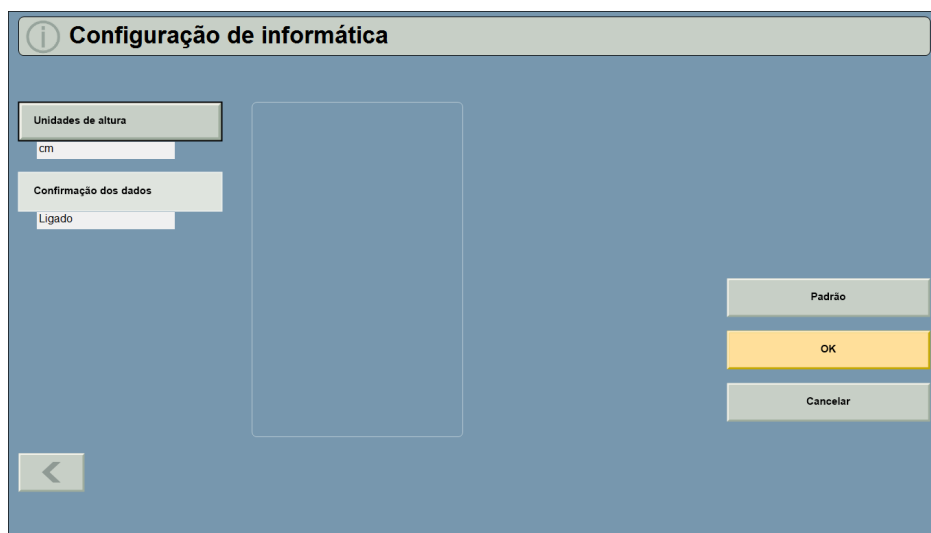 Configuração de informática
Unidades de altura
cm
Confirmação dos dados
Ligado
Padrão
OK
Cancelar